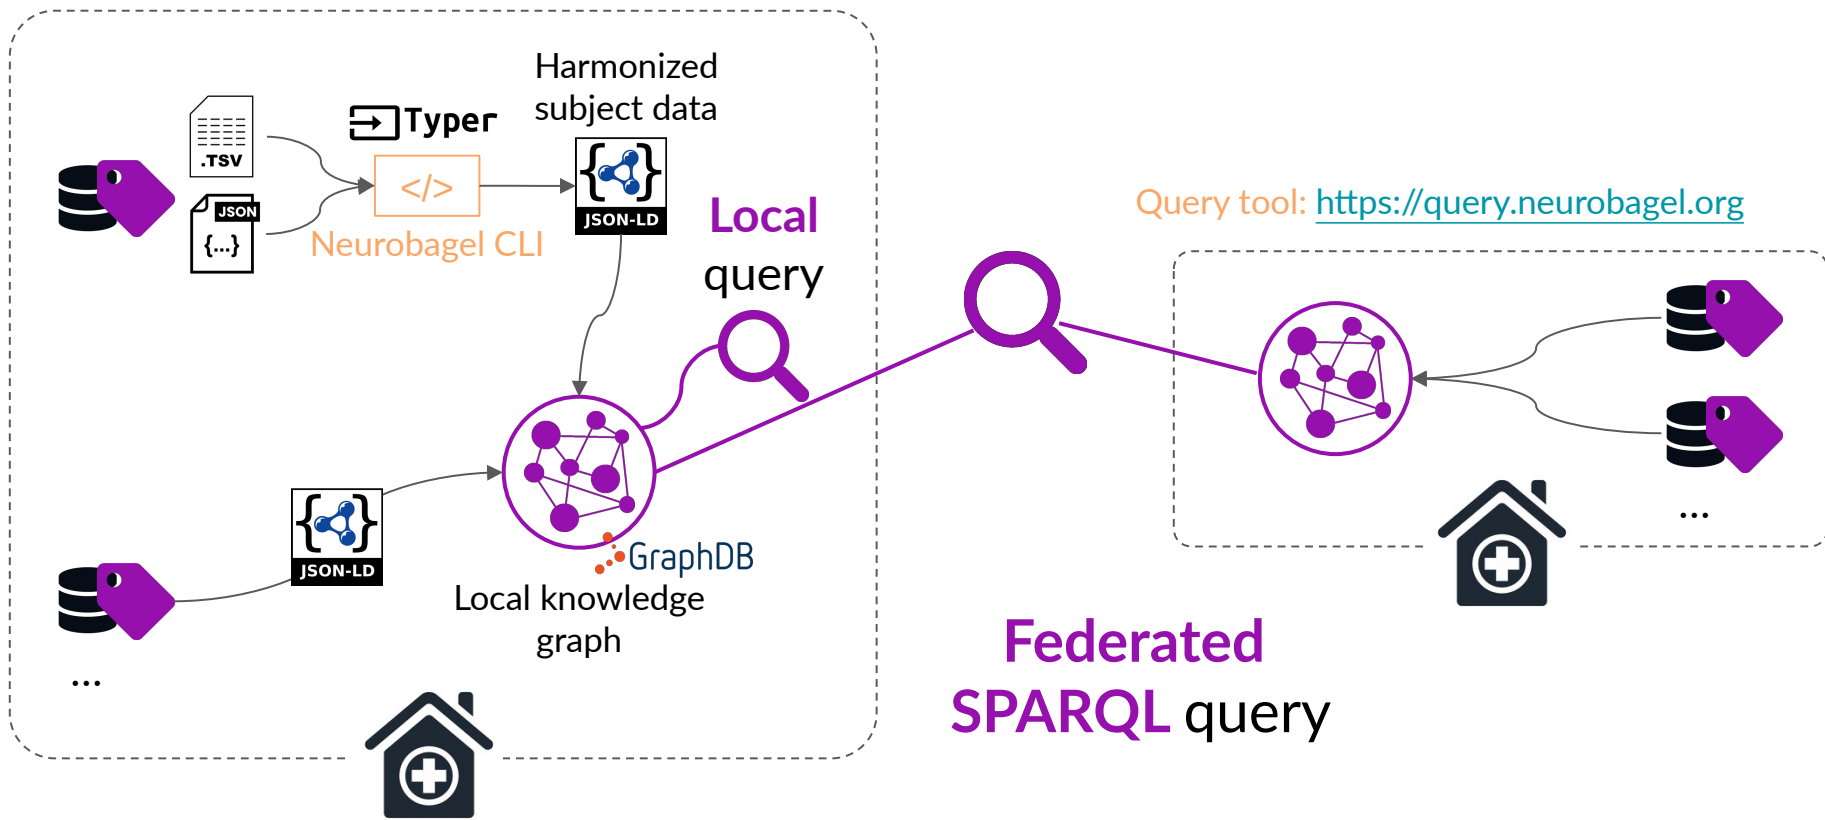 Harmonized
subject data
Typer
.TSV
</>
JSON-LD
JSON
{...}
Neurobagel CLI
Local
query
Query tool: https://query.neurobagel.org
JSON-LD
GraphDB
Local knowledge
graph
...
...
Federated
SPARQL query